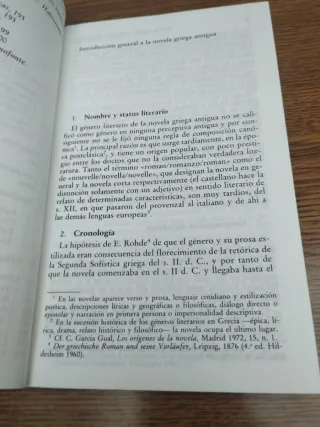 cas, 191
, 193
Ha
99
00
nofonte.
Introducción general a la novela griega antigua
1. Nombre y status literario
El género literario de la novela griega antigua no se cali-
ficó como género en ninguna preceptiva antigua y por con-
siguiente no se le fijó ninguna regla de composición canó-
nica¹. La principal razón es que surge tardíamente, en la épo-
ca postclásica², y tiene un origen popular, con poco presti-
gio entre los doctos que no la consideraban verdadera lite-
ratura. Tanto el término «roman/romanzo/roman» como el
de «nouvelle/novella/novelle», que designan la novela en ge-
neral y la novela corta respectivamente (el castellano hace la
distinción solamente con un adjetivo) en sentido literario de
relato de determinadas características, son muy tardíos, del
s. XII, en que pasaron del provenzal al italiano y de ahí a
las demás lenguas europeas³.
2. Cronología
La hipótesis de E. Rohde⁴ de que el género y su prosa es-
tilizada eran consecuencia del florecimiento de la retórica de
la Segunda Sofística griega del s. II. d. C., y por tanto de
que la novela comenzaba en el s. II d. C. y llegaba hasta el
¹ En las novelas aparece verso y prosa, lenguaje cotidiano y estilización
poética, descripciones líricas y geográficas o filosóficas, diálogo directo o
epistolar y narración en primera persona o impersonalidad descriptiva.
² En la sucesión histórica de los géneros literarios en Grecia —épica, lí-
rica, drama, relato histórico y filosófico— la novela ocupa el ultimo lugar.
³ Cf. C. García Gual, Los orígenes de la novela, Madrid 1972, 15, n. 1.
⁴ Der griechische Roman und seine Vorläufer, Leipzig, 1876 (4.ª ed. Hil-
desheim 1960).